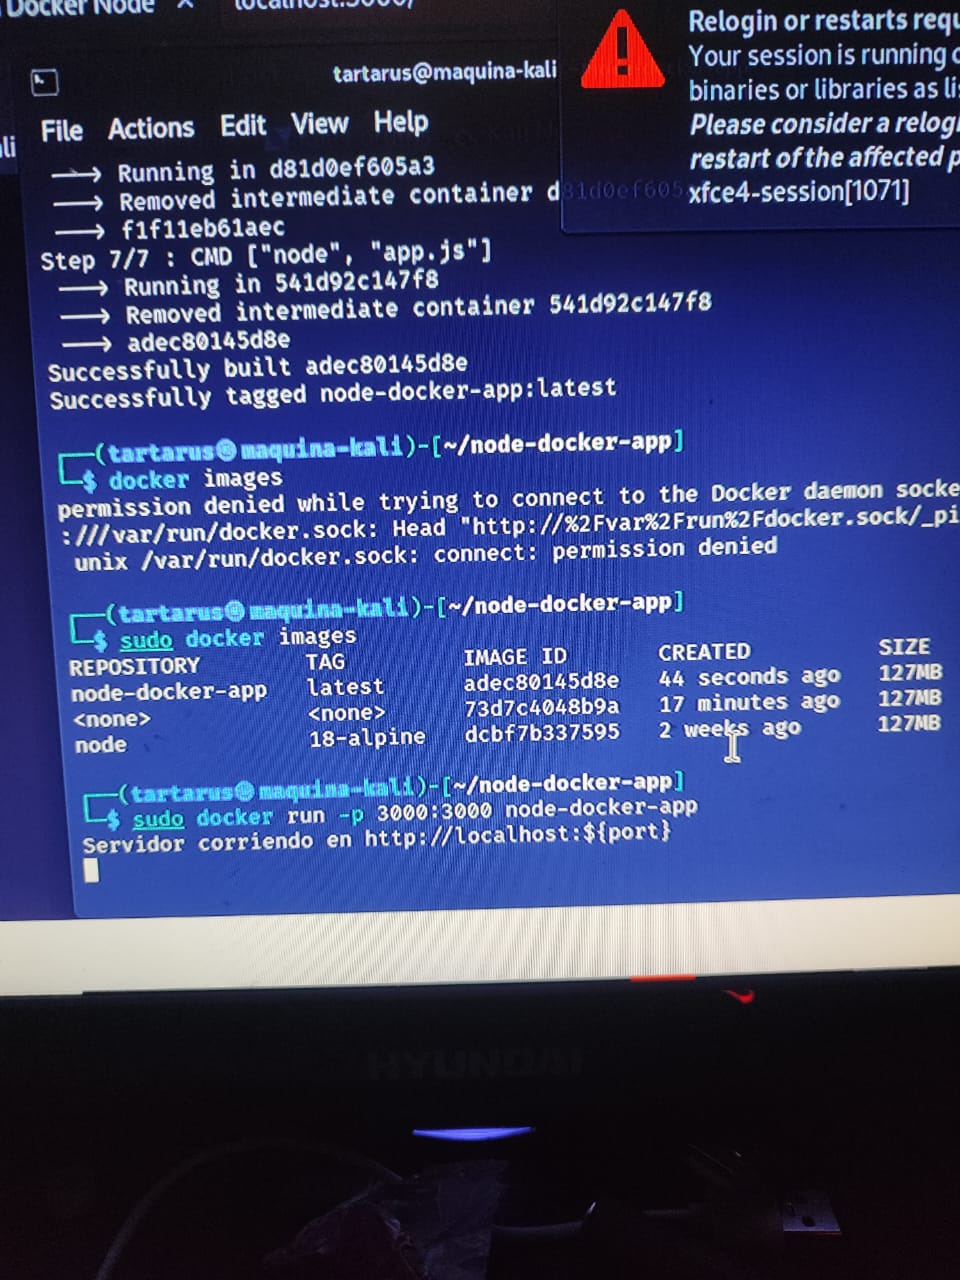 Docker Node ×
localhost:3000/
Relogin or restarts requ
Your session is running o
binaries or libraries as lis
Please consider a relogi
restart of the affected p
xfce4-session[1071]
tartarus@maquina-kali
ali
File Actions Edit View Help
---> Running in d81d0ef605a3
---> Removed intermediate container d81d0ef605
---> f1f11eb61aec
Step 7/7 : CMD ["node", "app.js"]
---> Running in 541d92c147f8
---> Removed intermediate container 541d92c147f8
---> adec80145d8e
Successfully built adec80145d8e
Successfully tagged node-docker-app:latest
┌──(tartarus㉿maquina-kali)-[~/node-docker-app]
└─$ docker images
permission denied while trying to connect to the Docker daemon socke
:///var/run/docker.sock: Head "http://%2Fvar%2Frun%2Fdocker.sock/_pi
unix /var/run/docker.sock: connect: permission denied
┌──(tartarus㉿maquina-kali)-[~/node-docker-app]
└─$ sudo docker images
REPOSITORY TAG IMAGE ID CREATED SIZE
node-docker-app latest adec80145d8e 44 seconds ago 127MB
<none> <none> 73d7c4048b9a 17 minutes ago 127MB
node 18-alpine dcbf7b337595 2 weeks ago 127MB
┌──(tartarus㉿maquina-kali)-[~/node-docker-app]
└─$ sudo docker run -p 3000:3000 node-docker-app
Servidor corriendo en http://localhost:${port}
HYUNDAI